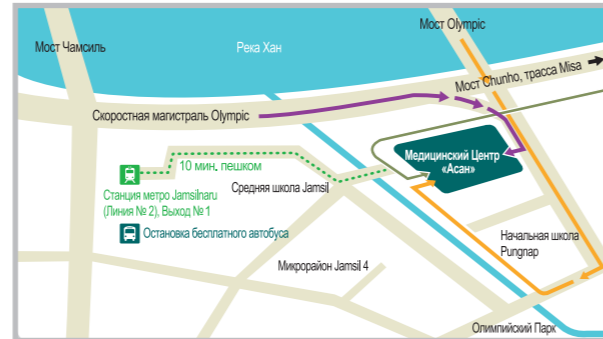 Мост Olympic
Мост Чамсиль
Река Хан
Мост Chunho, трасса Misa
Скоростная магистраль Olympic
Медицинский Центр
«Асан»
10 мин. пешком
Средняя школа Jamsil
Станция метро Jamsilnaru
(Линия № 2), Выход № 1
Остановка бесплатного автобуса
Начальная школа
Pungnap
Микрорайон Jamsil 4
Олимпийский Парк